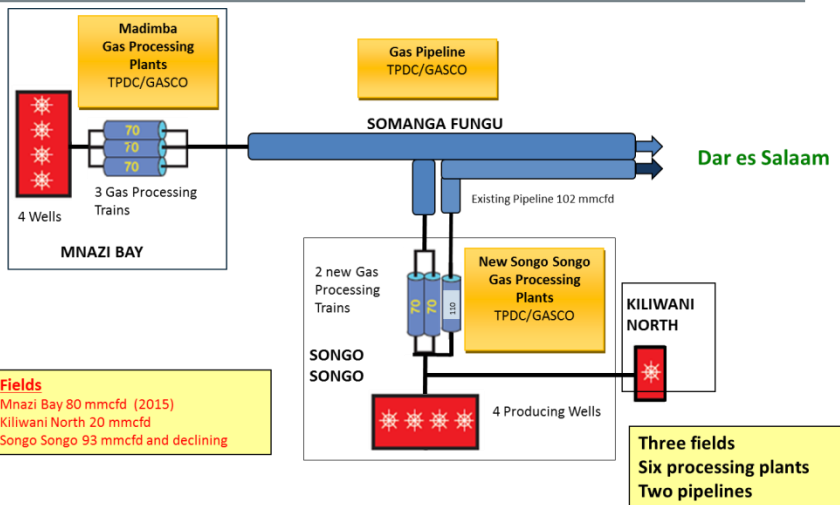 Madimba
Gas Processing
Plants
TPDC/GASCO
Gas Pipeline
TPDC/GASCO
SOMANGA FUNGU
Dar es Salaam
70
70
70
3 Gas Processing
Trains
4 Wells
MNAZI BAY
Existing Pipeline 102 mmcfd
2 new Gas
Processing
Trains
70
70
110
New Songo Songo
Gas Processing
Plants
TPDC/GASCO
KILIWANI
NORTH
SONGO
SONGO
4 Producing Wells
Fields
Mnazi Bay 80 mmcfd (2015)
Kiliwani North 20 mmcfd
Songo Songo 93 mmcfd and declining
Three fields
Six processing plants
Two pipelines